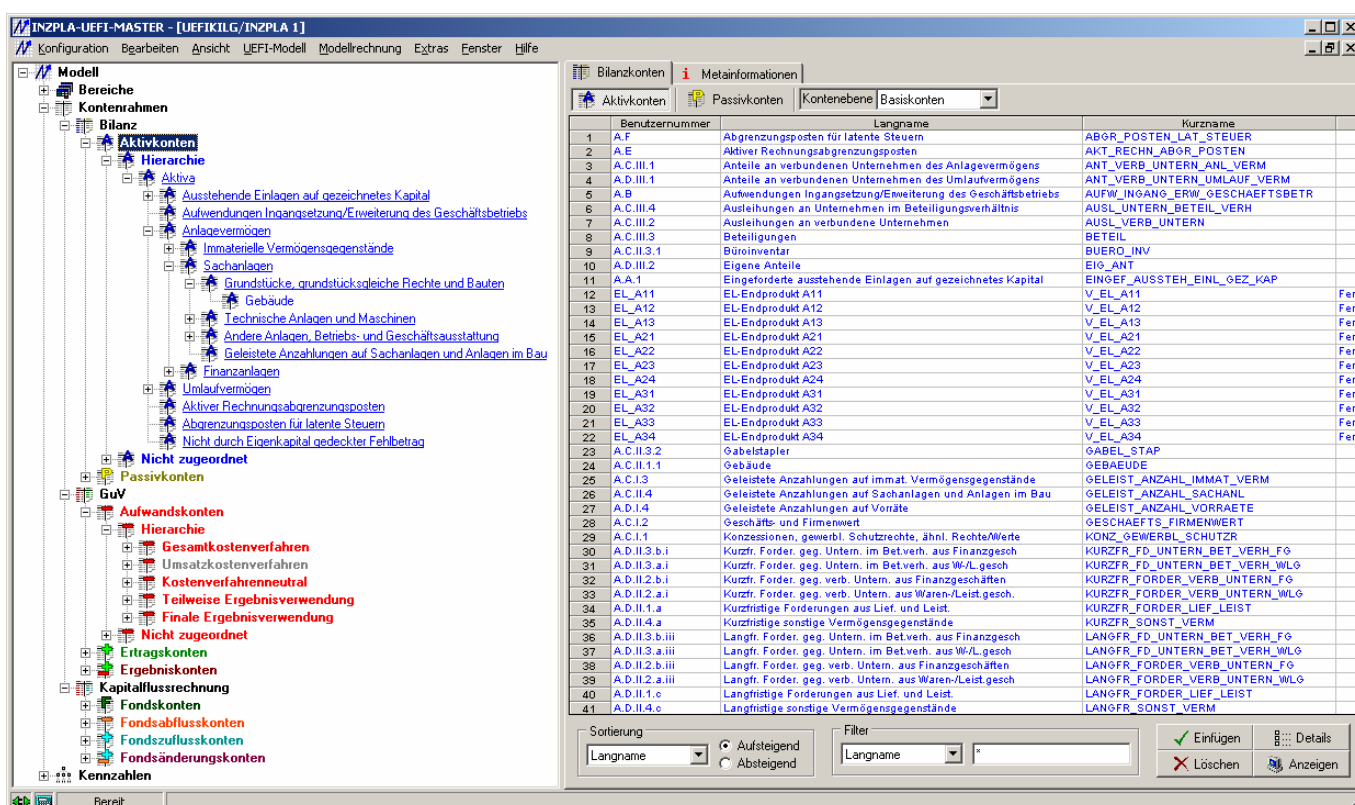 INZPLA-UEFI-MASTER - [UEFIKILG/INZPLA 1]
Konfiguration Bearbeiten Ansicht UEFI-Modell Modellrechnung Extras Fenster Hilfe
Modell
Bereiche
Kontenrahmen
Bilanz
Aktivkonten
Hierarchie
Aktiva
Ausstehende Einlagen auf gezeichnetes Kapital
Aufwendungen Ingangsetzung/Erweiterung des Geschäftsbetriebs
Anlagevermögen
Immaterielle Vermögensgegenstände
Sachanlagen
Grundstücke, grundstücksgleiche Rechte und Bauten
Gebäude
Technische Anlagen und Maschinen
Andere Anlagen, Betriebs- und Geschäftsausstattung
Geleistete Anzahlungen auf Sachanlagen und Anlagen im Bau
Finanzanlagen
Umlaufvermögen
Aktiver Rechnungsabgrenzungsposten
Abgrenzungsposten für latente Steuern
Nicht durch Eigenkapital gedeckter Fehlbetrag
Nicht zugeordnet
Passivkonten
GuV
Aufwandskonten
Hierarchie
Gesamtkostenverfahren
Umsatzkostenverfahren
Kostenverfahrenneutral
Teilweise Ergebnisverwendung
Finale Ergebnisverwendung
Nicht zugeordnet
Ertragskonten
Ergebniskonten
Kapitalflussrechnung
Fondskonten
Fondsabflusskonten
Fondszuflusskonten
Fondsänderungskonten
Kennzahlen
Bilanzkonten i Metainformationen
Aktivkonten Passivkonten Kontenebene Basiskonten
Benutzernummer Langname Kurzname
1 A.F Abgrenzungsposten für latente Steuern ABGR_POSTEN_LAT_STEUER
2 A.E Aktiver Rechnungsabgrenzungsposten AKT_RECHN_ABGR_POSTEN
3 A.C.III.1 Anteile an verbundenen Unternehmen des Anlagevermögens ANT_VERB_UNTERN_ANL_VERM
4 A.D.III.1 Anteile an verbundenen Unternehmen des Umlaufvermögens ANT_VERB_UNTERN_UMLAUF_VERM
5 A.B Aufwendungen Ingangsetzung/Erweiterung des Geschäftsbetriebs AUFW_INGANG_ERW_GESCHAEFTSBETR
6 A.C.III.4 Ausleihungen an Unternehmen im Beteiligungsverhältnis AUSL_UNTERN_BETEIL_VERH
7 A.C.III.2 Ausleihungen an verbundene Unternehmen AUSL_VERB_UNTERN
8 A.C.III.3 Beteiligungen BETEIL
9 A.C.II.3.1 Büroinventar BUERO_INV
10 A.D.III.2 Eigene Anteile EIG_ANT
11 A.A.1 Eingeforderte ausstehende Einlagen auf gezeichnetes Kapital EINGEF_AUSSTEH_EINL_GEZ_KAP
12 EL_A11 EL-Endprodukt A11 V_EL_A11 Fer
13 EL_A12 EL-Endprodukt A12 V_EL_A12 Fer
14 EL_A13 EL-Endprodukt A13 V_EL_A13 Fer
15 EL_A21 EL-Endprodukt A21 V_EL_A21 Fer
16 EL_A22 EL-Endprodukt A22 V_EL_A22 Fer
17 EL_A23 EL-Endprodukt A23 V_EL_A23 Fer
18 EL_A24 EL-Endprodukt A24 V_EL_A24 Fer
19 EL_A31 EL-Endprodukt A31 V_EL_A31 Fer
20 EL_A32 EL-Endprodukt A32 V_EL_A32 Fer
21 EL_A33 EL-Endprodukt A33 V_EL_A33 Fer
22 EL_A34 EL-Endprodukt A34 V_EL_A34 Fer
23 A.C.II.3.2 Gabelstapler GABEL_STAP
24 A.C.II.1.1 Gebäude GEBAEUDE
25 A.C.I.3 Geleistete Anzahlungen auf immat. Vermögensgegenstände GELEIST_ANZAHL_IMMAT_VERM
26 A.C.II.4 Geleistete Anzahlungen auf Sachanlagen und Anlagen im Bau GELEIST_ANZAHL_SACHANL
27 A.D.I.4 Geleistete Anzahlungen auf Vorräte GELEIST_ANZAHL_VORRAETE
28 A.C.I.2 Geschäfts- und Firmenwert GESCHAEFTS_FIRMENWERT
29 A.C.I.1 Konzessionen, gewerbl. Schutzrechte, ähnl. Rechte/Werte KONZ_GEWERBL_SCHUTZR
30 A.D.II.3.b.i Kurzfr. Forder. geg. Untern. im Bet.verh. aus Finanzgesch KURZFR_FD_UNTERN_BET_VERH_FG
31 A.D.II.3.a.i Kurzfr. Forder. geg. Untern. im Bet.verh. aus W-/L.gesch KURZFR_FD_UNTERN_BET_VERH_WLG
32 A.D.II.2.b.i Kurzfr. Forder. geg. verb. Untern. aus Finanzgeschäften KURZFR_FORDER_VERB_UNTERN_FG
33 A.D.II.2.a.i Kurzfr. Forder. geg. verb. Untern. aus Waren-/Leist.gesch. KURZFR_FORDER_VERB_UNTERN_WLG
34 A.D.II.1.a Kurzfristige Forderungen aus Lief. und Leist. KURZFR_FORDER_LIEF_LEIST
35 A.D.II.4.a Kurzfristige sonstige Vermögensgegenstände KURZFR_SONST_VERM
36 A.D.II.3.b.iii Langfr. Forder. geg. Untern. im Bet.verh. aus Finanzgesch LANGFR_FD_UNTERN_BET_VERH_FG
37 A.D.II.3.a.iii Langfr. Forder. geg. Untern. im Bet.verh. aus W-/L.gesch LANGFR_FD_UNTERN_BET_VERH_WLG
38 A.D.II.2.b.iii Langfr. Forder. geg. verb. Untern. aus Finanzgeschäften LANGFR_FORDER_VERB_UNTERN_FG
39 A.D.II.2.a.iii Langfr. Forder. geg. verb. Untern. aus Waren-/Leist.gesch LANGFR_FORDER_VERB_UNTERN_WLG
40 A.D.II.1.c Langfristige Forderungen aus Lief. und Leist. LANGFR_FORDER_LIEF_LEIST
41 A.D.II.4.c Langfristige sonstige Vermögensgegenstände LANGFR_SONST_VERM
Sortierung
Langname
Aufsteigend
Absteigend
Filter
Langname *
Einfügen Details
Löschen Anzeigen
Bereit